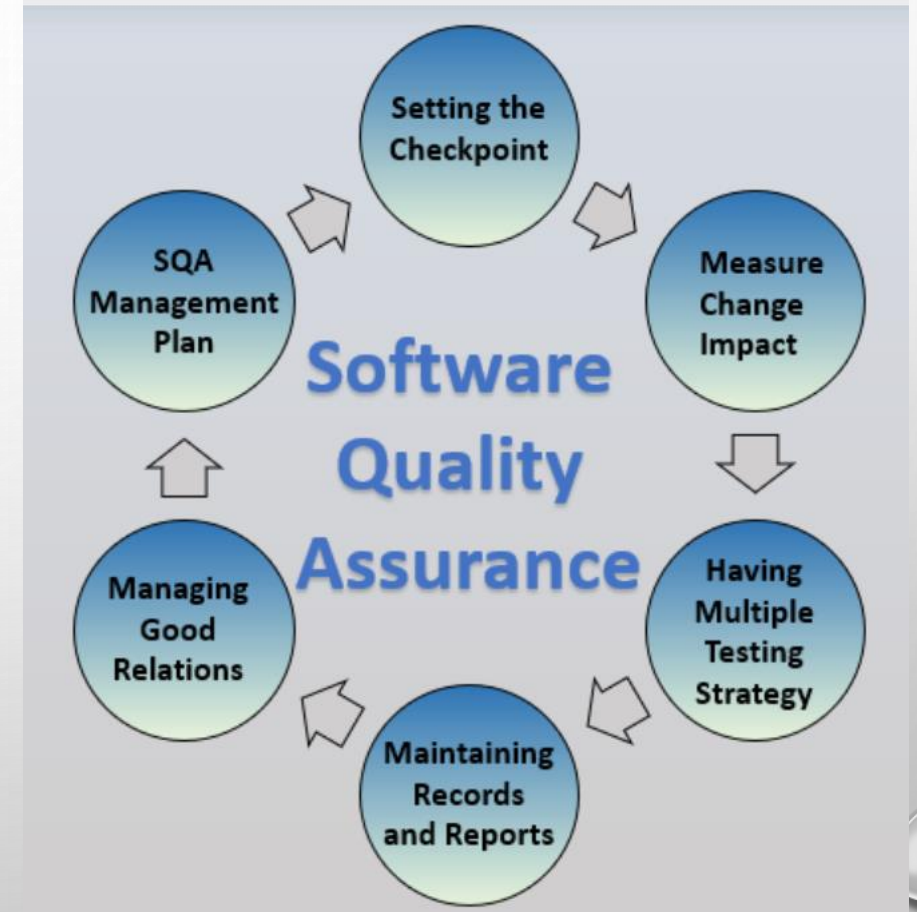 Setting the
Checkpoint
Measure
Change
Impact
Having
Multiple
Testing
Strategy
Maintaining
Records
and Reports
Managing
Good
Relations
SQA
Management
Plan
Software
Quality
Assurance